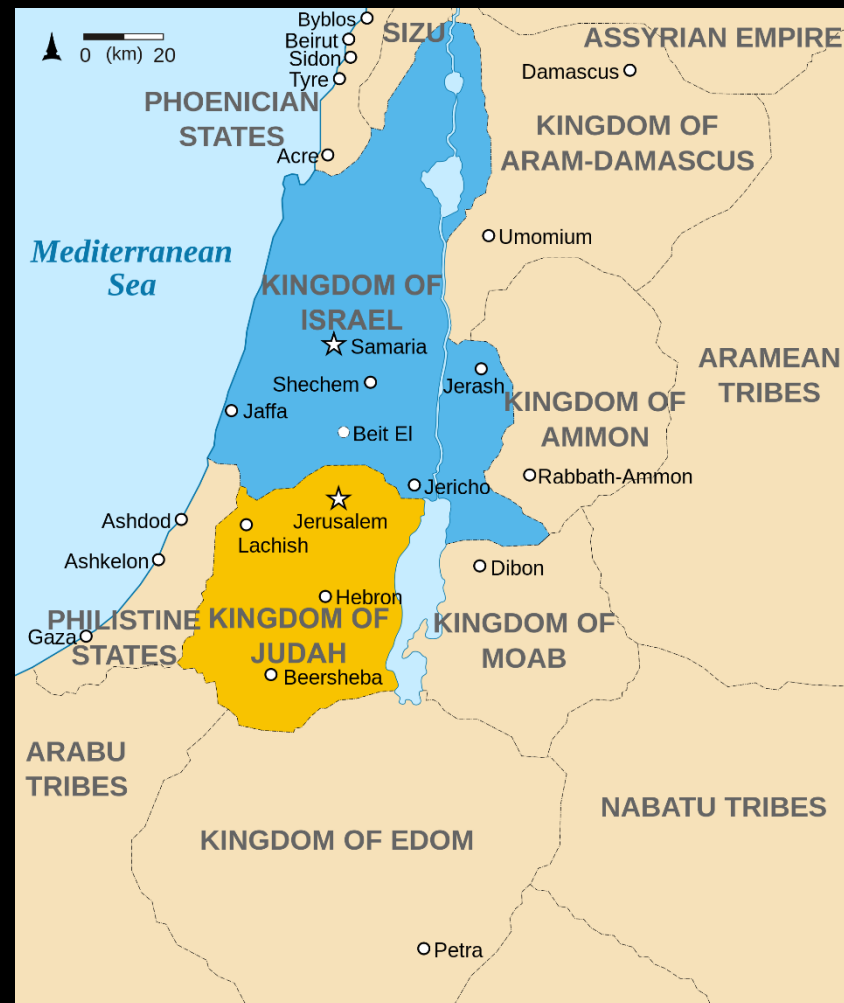 Byblos
SIZU
Beirut
ASSYRIAN EMPIRE
0 (km) 20
Sidon
Damascus
Tyre
PHOENICIAN
STATES
KINGDOM OF
ARAM-DAMASCUS
Acre
Umomium
Mediterranean
Sea
KINGDOM OF
ISRAEL
Samaria
ARAMEAN
TRIBES
Shechem
Jerash
KINGDOM OF
AMMON
Jaffa
Beit El
Rabbath-Ammon
Jericho
Ashdod
Jerusalem
Lachish
Ashkelon
Dibon
Hebron
PHILISTINE
STATES
KINGDOM OF
JUDAH
KINGDOM OF
MOAB
Gaza
Beersheba
ARABU
TRIBES
NABATU TRIBES
KINGDOM OF EDOM
Petra